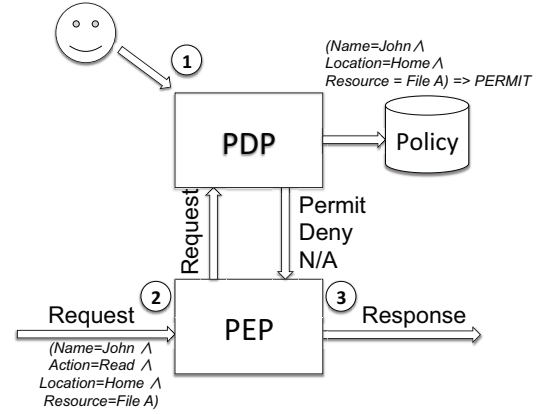 1
(Name=John ∧
Location=Home ∧
Resource = File A) => PERMIT
PDP
Policy
Request
Permit
Deny
N/A
2
3
Request
PEP
Response
(Name=John ∧
Action=Read ∧
Location=Home ∧
Resource=File A)